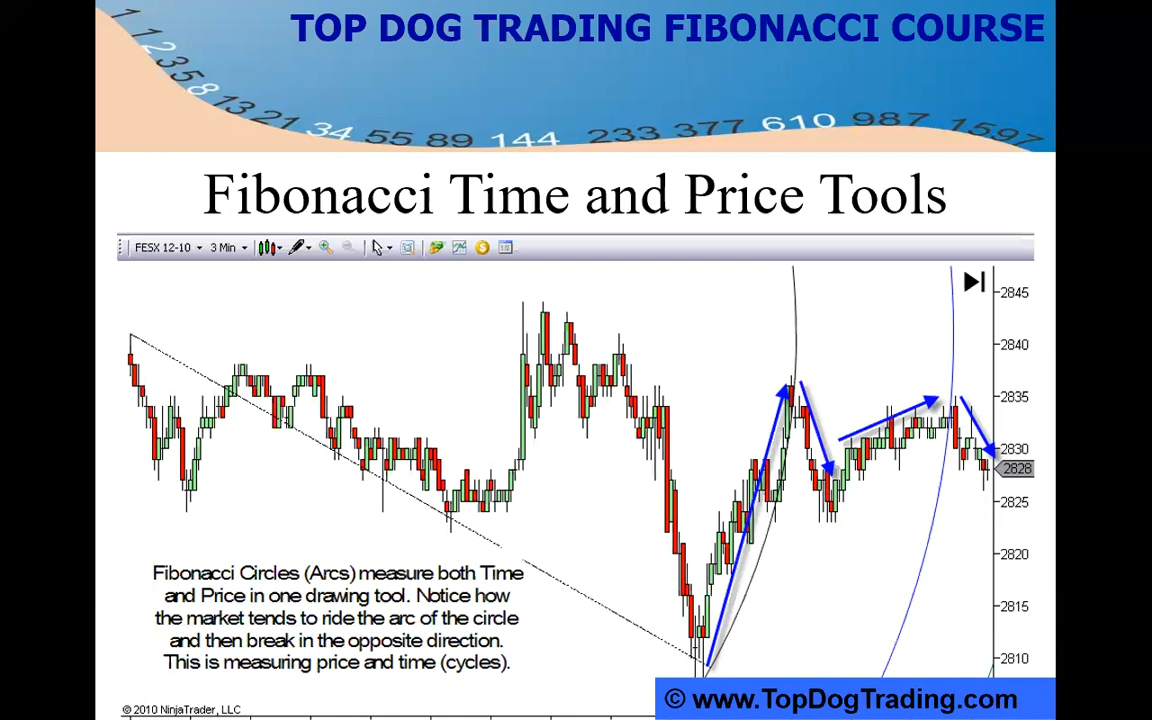 TOP DOG TRADING FIBONACCI COURSE
1 1 2 3 5 8 13 21 34 55 89 144 233 377 610 987 1597
Fibonacci Time and Price Tools
FESX 12-10 3 Min
2845
2840
2835
2830
2828
2825
2820
2815
2810
Fibonacci Circles (Arcs) measure both Time
and Price in one drawing tool. Notice how
the market tends to ride the arc of the circle
and then break in the opposite direction.
This is measuring price and time (cycles).
© www.TopDogTrading.com
© 2010 NinjaTrader, LLC